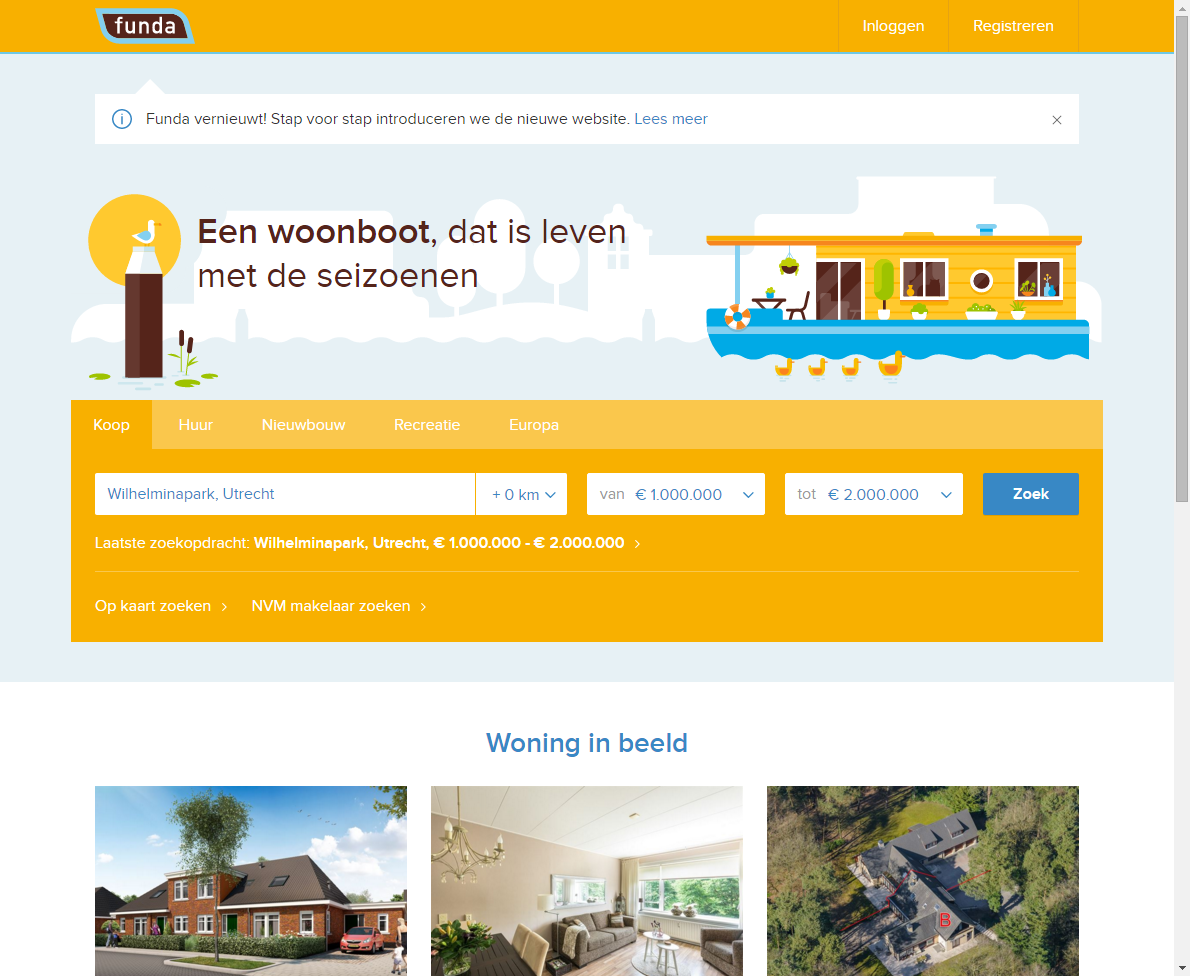 funda
Inloggen
Registreren
Funda vernieuwt! Stap voor stap introduceren we de nieuwe website. Lees meer
Een woonboot, dat is leven
met de seizoenen
Koop
Huur
Nieuwbouw
Recreatie
Europa
Wilhelminapark, Utrecht
+ 0 km
van € 1.000.000
tot € 2.000.000
Zoek
Laatste zoekopdracht: Wilhelminapark, Utrecht, € 1.000.000 - € 2.000.000
Op kaart zoeken
NVM makelaar zoeken
Woning in beeld
B